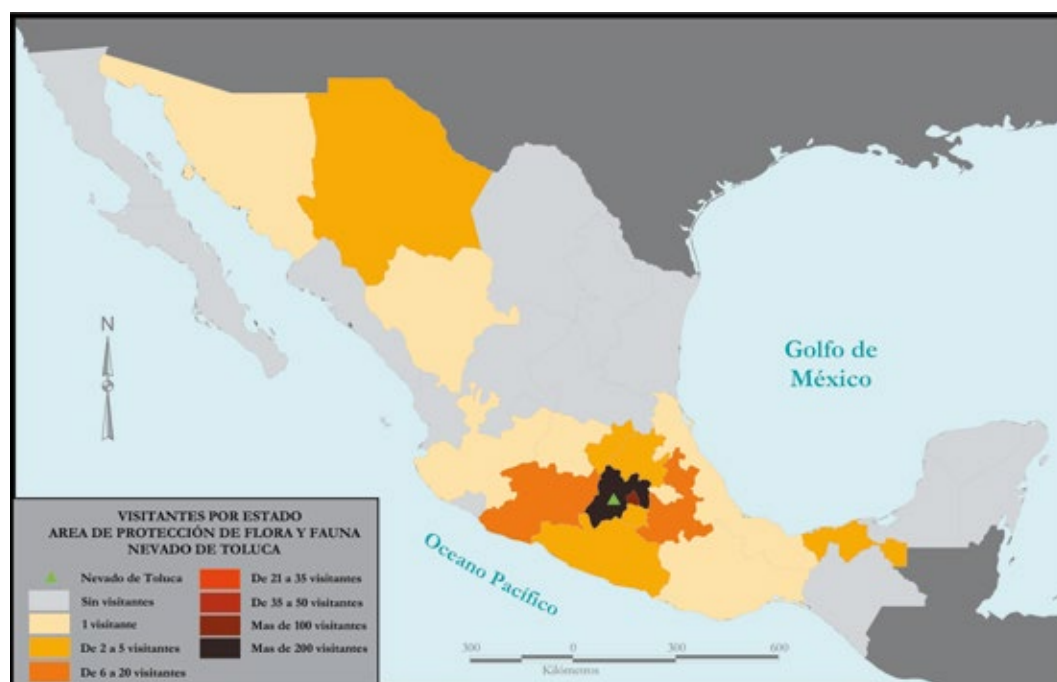 N
Golfo de
México
Oceano Pacífico
VISITANTES POR ESTADO
AREA DE PROTECCIÓN DE FLORA Y FAUNA
NEVADO DE TOLUCA
Nevado de Toluca
Sin visitantes
1 visitante
De 2 a 5 visitantes
De 6 a 20 visitantes
De 21 a 35 visitantes
De 35 a 50 visitantes
Mas de 100 visitantes
Mas de 200 visitantes
300 0 300 600
Kilómetros